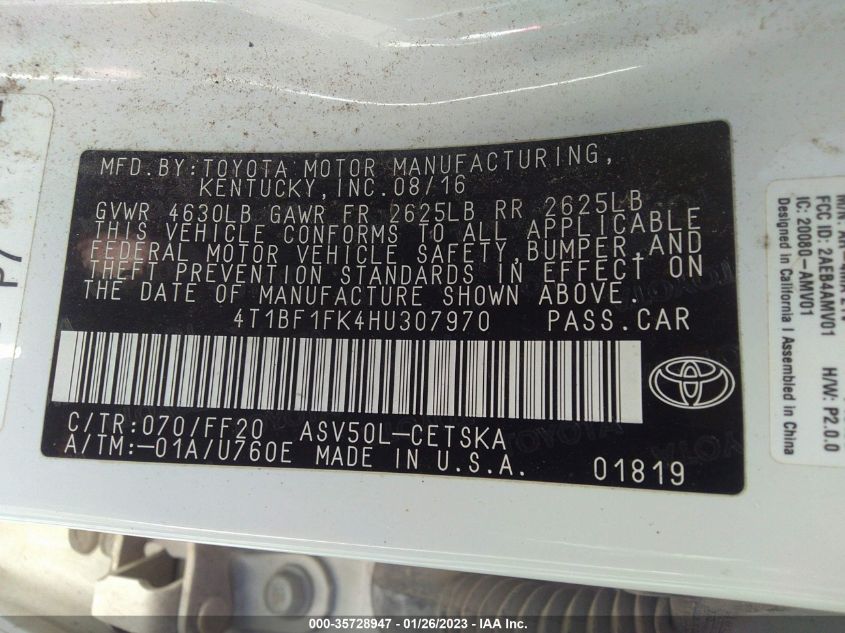 MFD. BY: TOYOTA MOTOR MANUFACTURING,
KENTUCKY, INC. 08/16
GVWR 4630LB GAWR FR 2625LB RR 2625LB
THIS VEHICLE CONFORMS TO ALL APPLICABLE
FEDERAL MOTOR VEHICLE SAFETY, BUMPER, AND
THEFT PREVENTION STANDARDS IN EFFECT ON
THE DATE OF MANUFACTURE SHOWN ABOVE.
4T1BF1FK4HU307970 PASS. CAR
C/TR: 070/FF20 ASV50L-CETSKA
A/TM: -01A/U760E MADE IN U.S.A. 01819
P7
FCC ID: 2AEB4AMV01
IC: 20080-AMV01 H/W: P2.0.0
Designed in California | Assembled in China
000-35728947 - 01/26/2023 - IAA Inc.